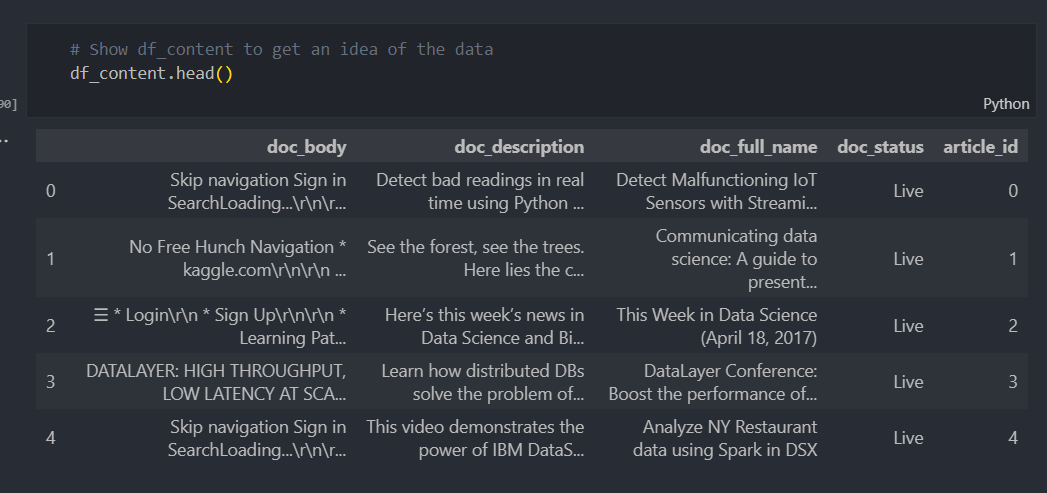 # Show df_content to get an idea of the data
df_content.head()
90]
Python
..
doc_body doc_description doc_full_name doc_status article_id
0 Skip navigation Sign in SearchLoading...\r\n\r... Detect bad readings in real time using Python ... Detect Malfunctioning IoT Sensors with Streami... Live 0
1 No Free Hunch Navigation * kaggle.com\r\n\r\n ... See the forest, see the trees. Here lies the c... Communicating data science: A guide to present... Live 1
2 ☰ * Login\r\n * Sign Up\r\n\r\n * Learning Pat... Here’s this week’s news in Data Science and Bi... This Week in Data Science (April 18, 2017) Live 2
3 DATALAYER: HIGH THROUGHPUT, LOW LATENCY AT SCA... Learn how distributed DBs solve the problem of... DataLayer Conference: Boost the performance of... Live 3
4 Skip navigation Sign in SearchLoading...\r\n\r... This video demonstrates the power of IBM DataS... Analyze NY Restaurant data using Spark in DSX Live 4